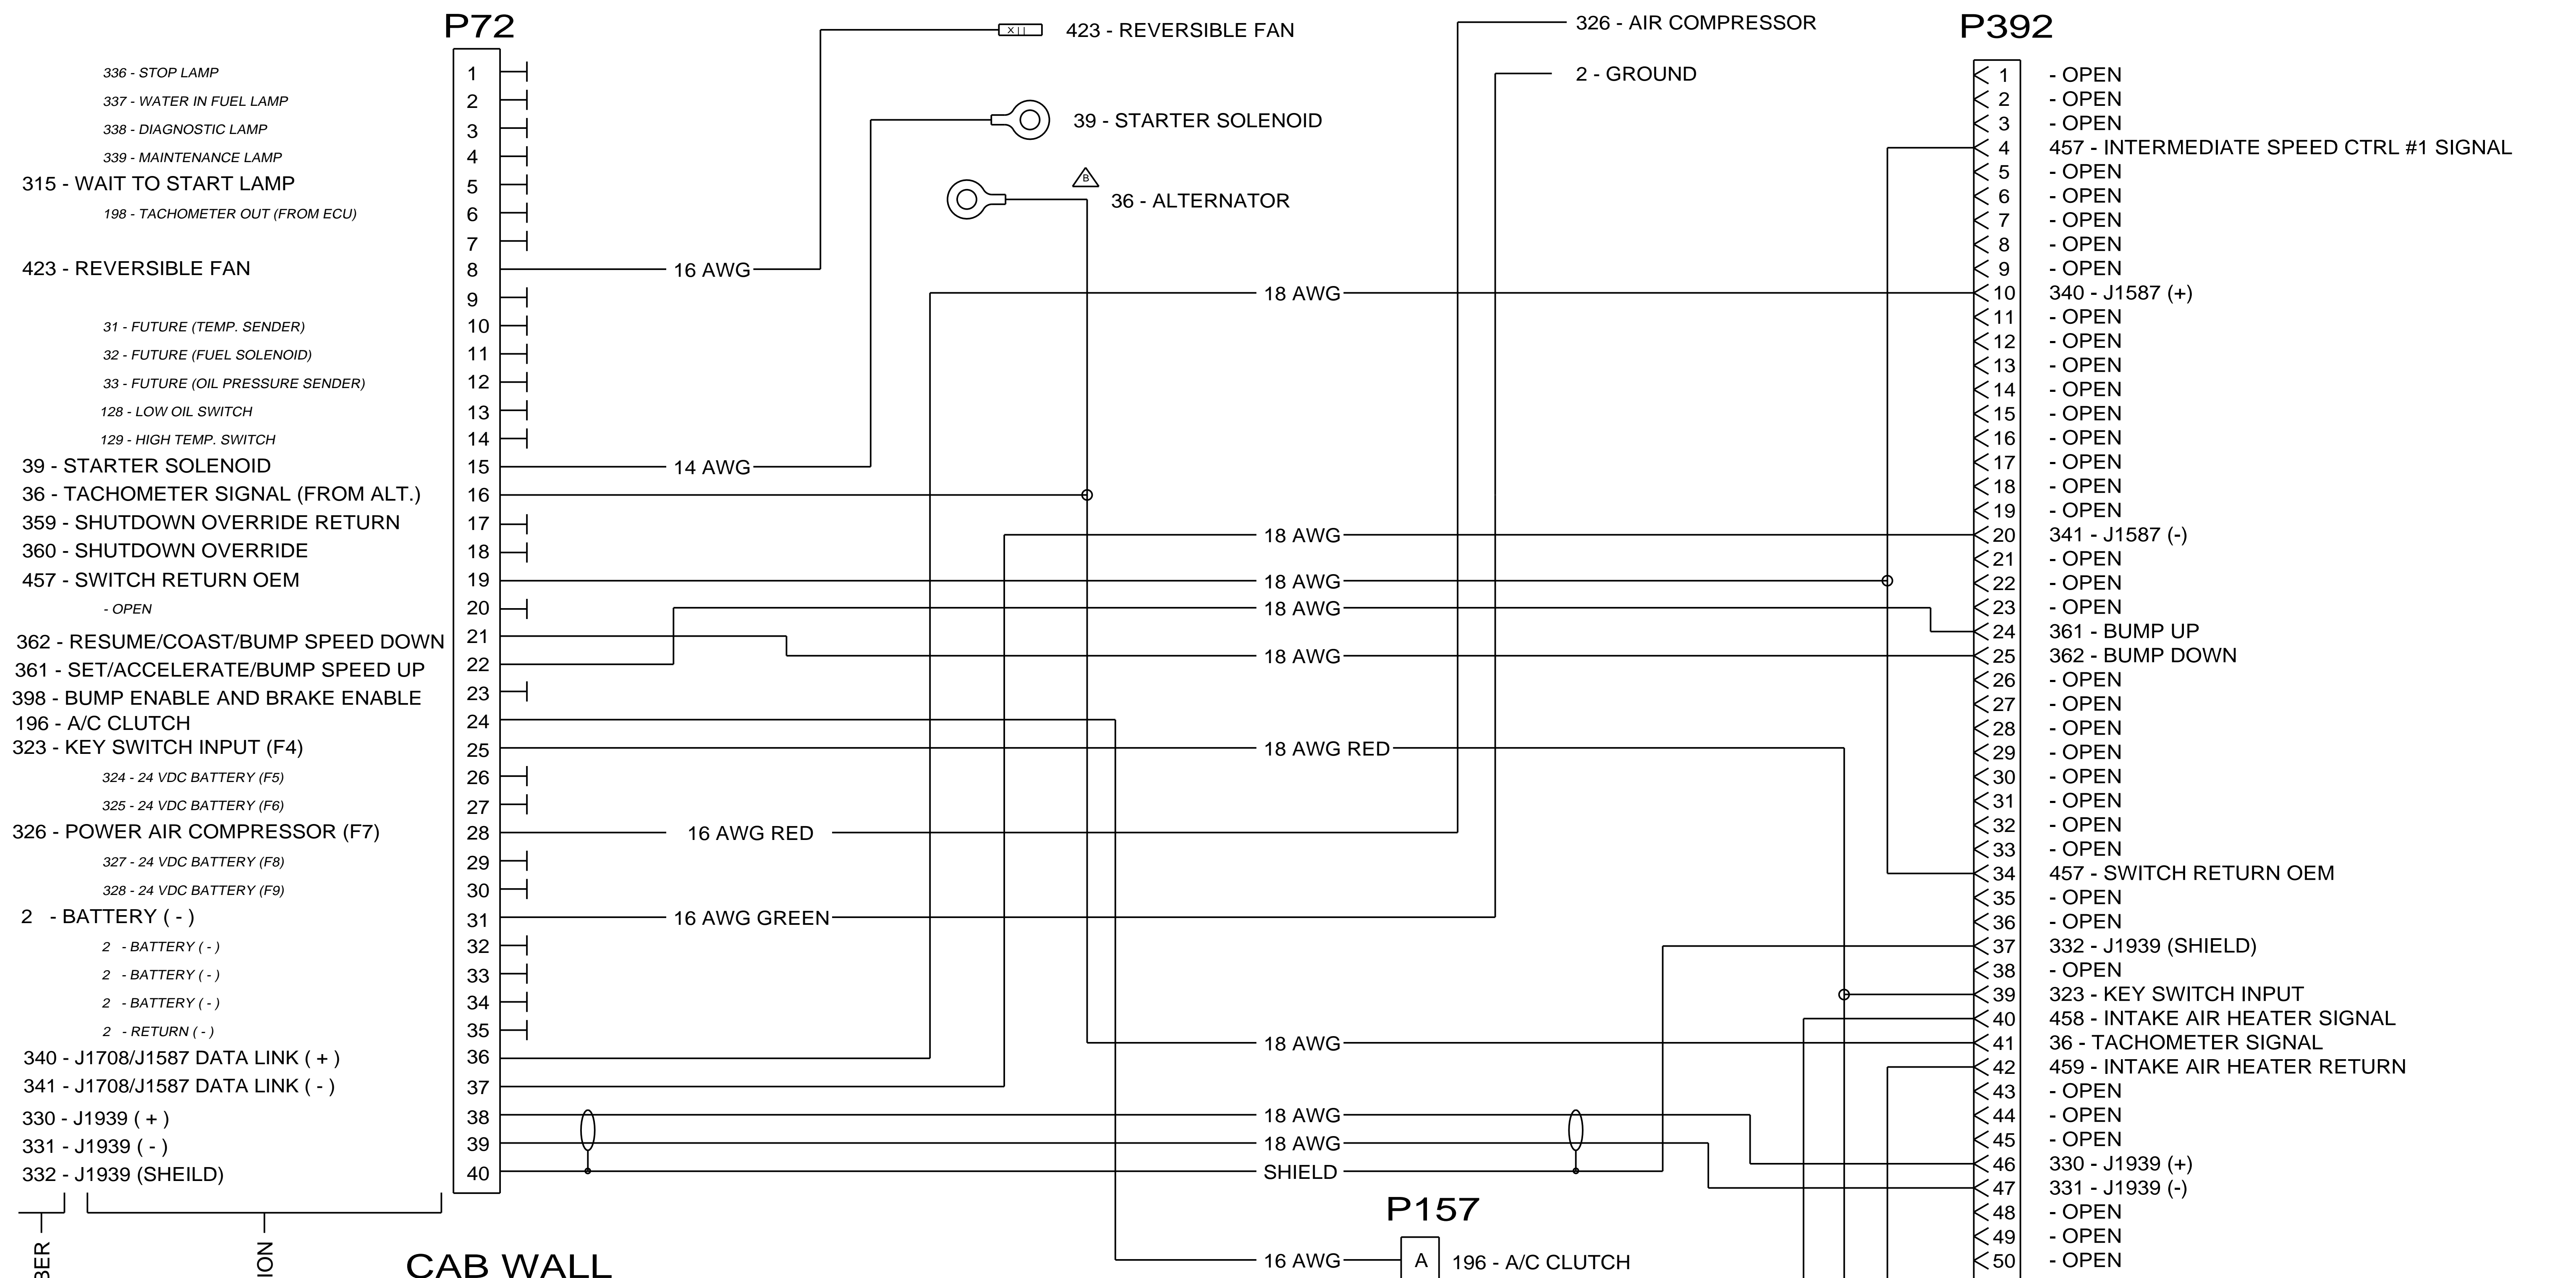 P72
336 - STOP LAMP
337 - WATER IN FUEL LAMP
338 - DIAGNOSTIC LAMP
339 - MAINTENANCE LAMP
315 - WAIT TO START LAMP
198 - TACHOMETER OUT (FROM ECU)
423 - REVERSIBLE FAN
31 - FUTURE (TEMP. SENDER)
32 - FUTURE (FUEL SOLENOID)
33 - FUTURE (OIL PRESSURE SENDER)
128 - LOW OIL SWITCH
129 - HIGH TEMP. SWITCH
39 - STARTER SOLENOID
36 - TACHOMETER SIGNAL (FROM ALT.)
359 - SHUTDOWN OVERRIDE RETURN
360 - SHUTDOWN OVERRIDE
457 - SWITCH RETURN OEM
- OPEN
362 - RESUME/COAST/BUMP SPEED DOWN
361 - SET/ACCELERATE/BUMP SPEED UP
398 - BUMP ENABLE AND BRAKE ENABLE
196 - A/C CLUTCH
323 - KEY SWITCH INPUT (F4)
324 - 24 VDC BATTERY (F5)
325 - 24 VDC BATTERY (F6)
326 - POWER AIR COMPRESSOR (F7)
327 - 24 VDC BATTERY (F8)
328 - 24 VDC BATTERY (F9)
2 - BATTERY ( - )
2 - BATTERY ( - )
2 - BATTERY ( - )
2 - BATTERY ( - )
2 - RETURN ( - )
340 - J1708/J1587 DATA LINK ( + )
341 - J1708/J1587 DATA LINK ( - )
330 - J1939 ( + )
331 - J1939 ( - )
332 - J1939 (SHEILD)
BER
ION
CAB WALL
1
2
3
4
5
6
7
8
9
10
11
12
13
14
15
16
17
18
19
20
21
22
23
24
25
26
27
28
29
30
31
32
33
34
35
36
37
38
39
40
16 AWG
14 AWG
16 AWG RED
16 AWG GREEN
X | |
423 - REVERSIBLE FAN
39 - STARTER SOLENOID
B
36 - ALTERNATOR
326 - AIR COMPRESSOR
2 - GROUND
18 AWG
18 AWG
18 AWG
18 AWG
18 AWG
18 AWG RED
18 AWG
18 AWG
18 AWG
SHIELD
P157
16 AWG
A
196 - A/C CLUTCH
P392
1 - OPEN
2 - OPEN
3 - OPEN
4 457 - INTERMEDIATE SPEED CTRL #1 SIGNAL
5 - OPEN
6 - OPEN
7 - OPEN
8 - OPEN
9 - OPEN
10 340 - J1587 (+)
11 - OPEN
12 - OPEN
13 - OPEN
14 - OPEN
15 - OPEN
16 - OPEN
17 - OPEN
18 - OPEN
19 - OPEN
20 341 - J1587 (-)
21 - OPEN
22 - OPEN
23 - OPEN
24 361 - BUMP UP
25 362 - BUMP DOWN
26 - OPEN
27 - OPEN
28 - OPEN
29 - OPEN
30 - OPEN
31 - OPEN
32 - OPEN
33 - OPEN
34 457 - SWITCH RETURN OEM
35 - OPEN
36 - OPEN
37 332 - J1939 (SHIELD)
38 - OPEN
39 323 - KEY SWITCH INPUT
40 458 - INTAKE AIR HEATER SIGNAL
41 36 - TACHOMETER SIGNAL
42 459 - INTAKE AIR HEATER RETURN
43 - OPEN
44 - OPEN
45 - OPEN
46 330 - J1939 (+)
47 331 - J1939 (-)
48 - OPEN
49 - OPEN
50 - OPEN